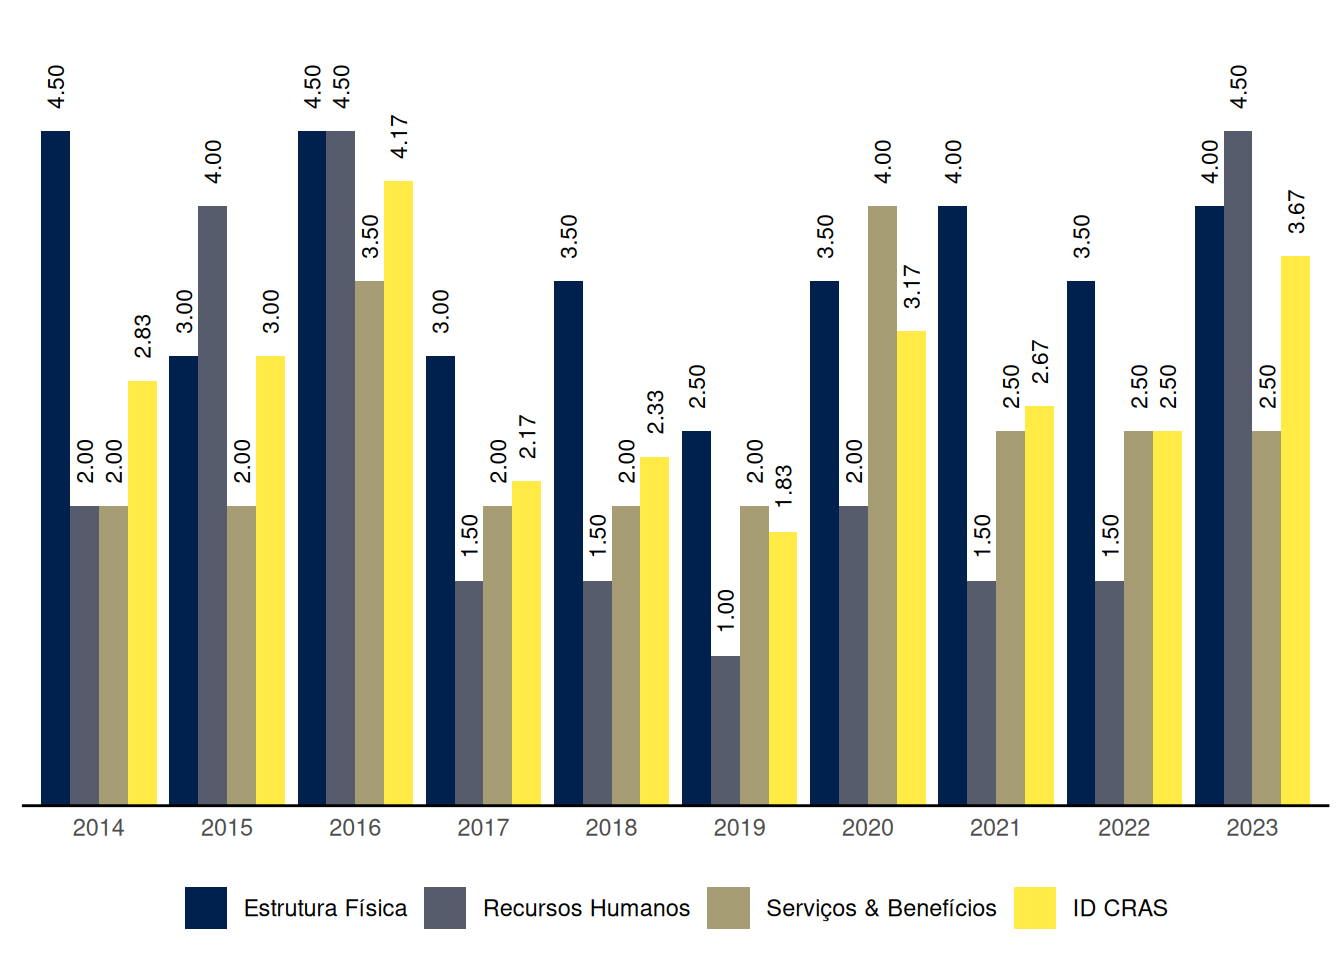 4.50 2.00 2.00 2.83
3.00 4.00 2.00 3.00
4.50 4.50 3.50 4.17
3.00 1.50 2.00 2.17
3.50 1.50 2.00 2.33
2.50 1.00 2.00 1.83
3.50 2.00 4.00 3.17
4.00 1.50 2.50 2.67
3.50 1.50 2.50 2.50
4.00 4.50 2.50 3.67
2014 2015 2016 2017 2018 2019 2020 2021 2022 2023
Estrutura Física Recursos Humanos Serviços & Benefícios ID CRAS